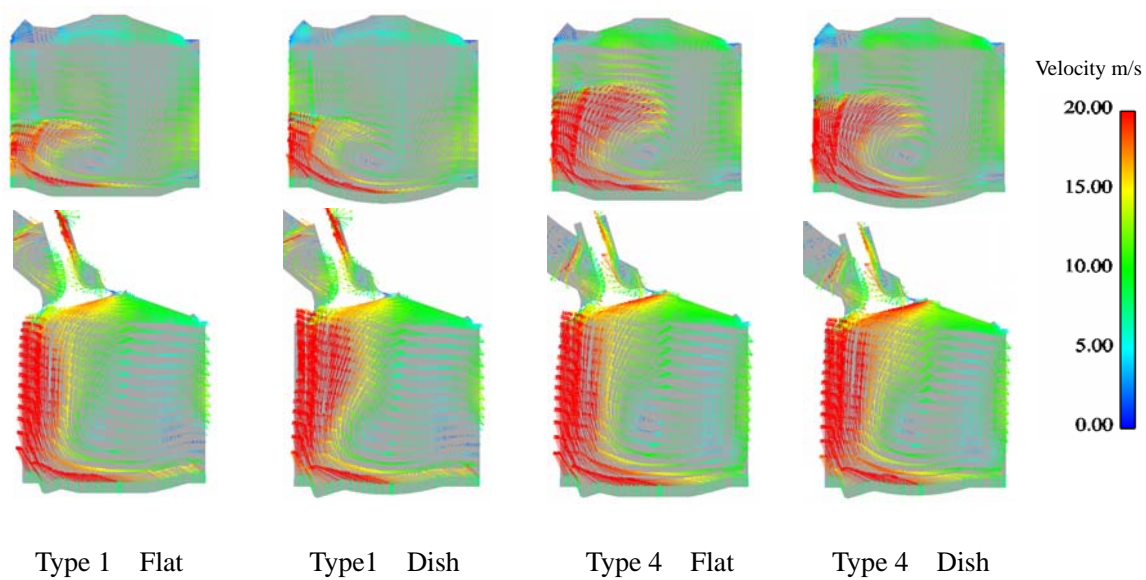 Velocity m/s
20.00
15.00
10.00
5.00
0.00
Type 1 Flat
Type1 Dish
Type 4 Flat
Type 4 Dish